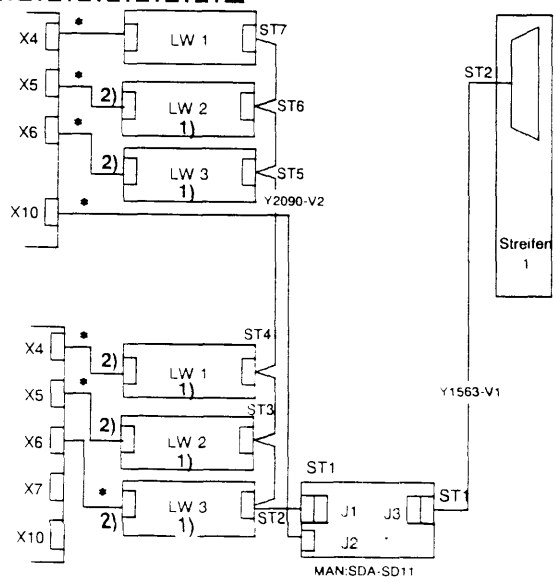 X4 * LW 1 ST7
X5 * 2) LW 2 1) ST6
X6 * 2) LW 3 1) ST5
Y2090-V2
X10 *
ST2
Streifen
1
X4 * 2) LW 1 1) ST4
X5 * 2) LW 2 1) ST3
X6 * 2) LW 3 1) ST2
X7
X10
Y1563-V1
ST1
J1 J3 ST1
J2
MAN:SDA-SD11